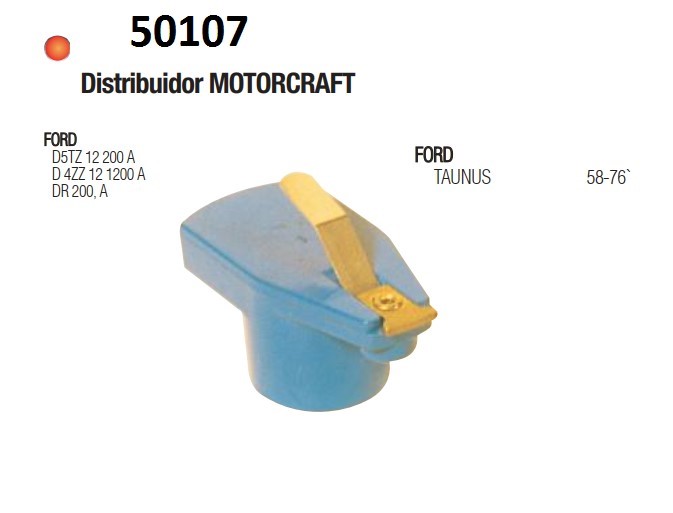 50107
Distribuidor MOTORCRAFT
FORD
D5TZ 12 200 A
D 4ZZ 12 1200 A
DR 200, A
FORD
TAUNUS 58-76`